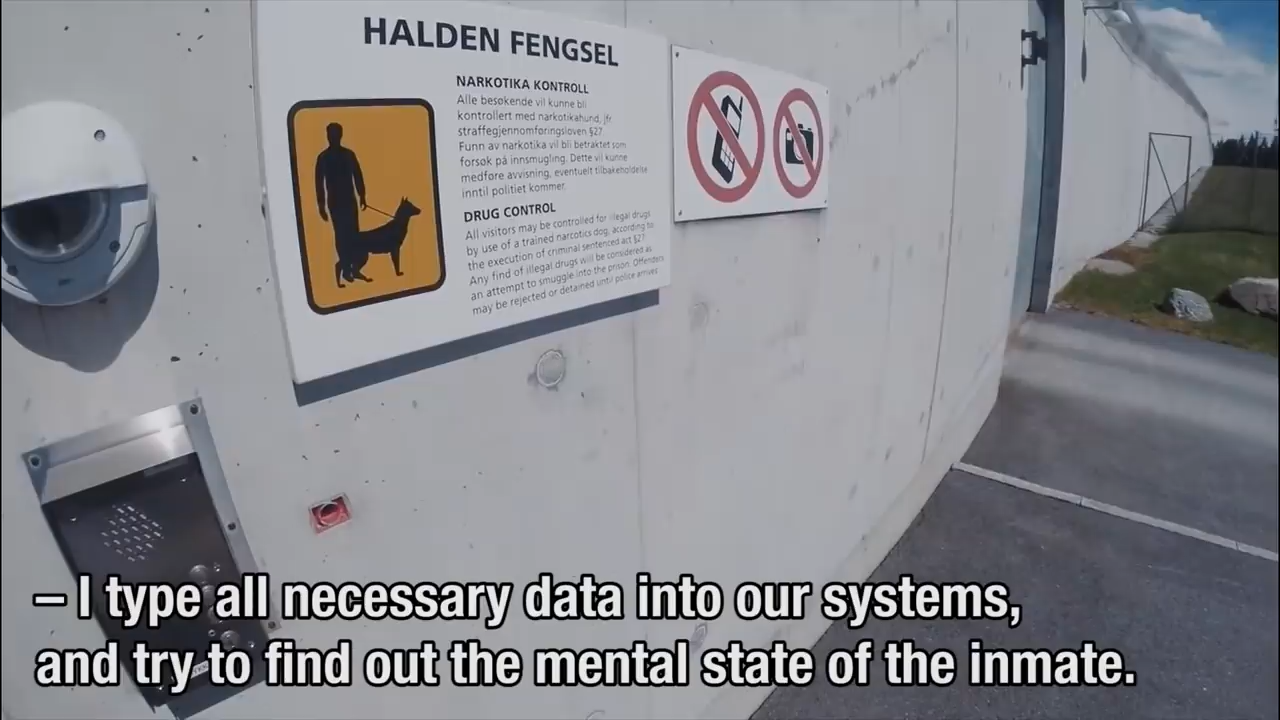 HALDEN FENGSEL
NARKOTIKA KONTROLL
Alle besøkende vil kunne bli
kontrollert med narkotikahund, jfr
straffegjennomføringsloven §27.
Funn av narkotika vil bli betraktet som
forsøk på innsmugling. Dette vil kunne
medføre avvisning, eventuelt tilbakeholdelse
inntil politiet kommer.
DRUG CONTROL
All visitors may be controlled for illegal drugs
by use of a trained narcotics dog, according to
the execution of criminal sentenced act §27.
Any find of illegal drugs will be considered as
an attempt to smuggle into the prison. Offenders
may be rejected or detained until police arrives
– I type all necessary data into our systems,
and try to find out the mental state of the inmate.